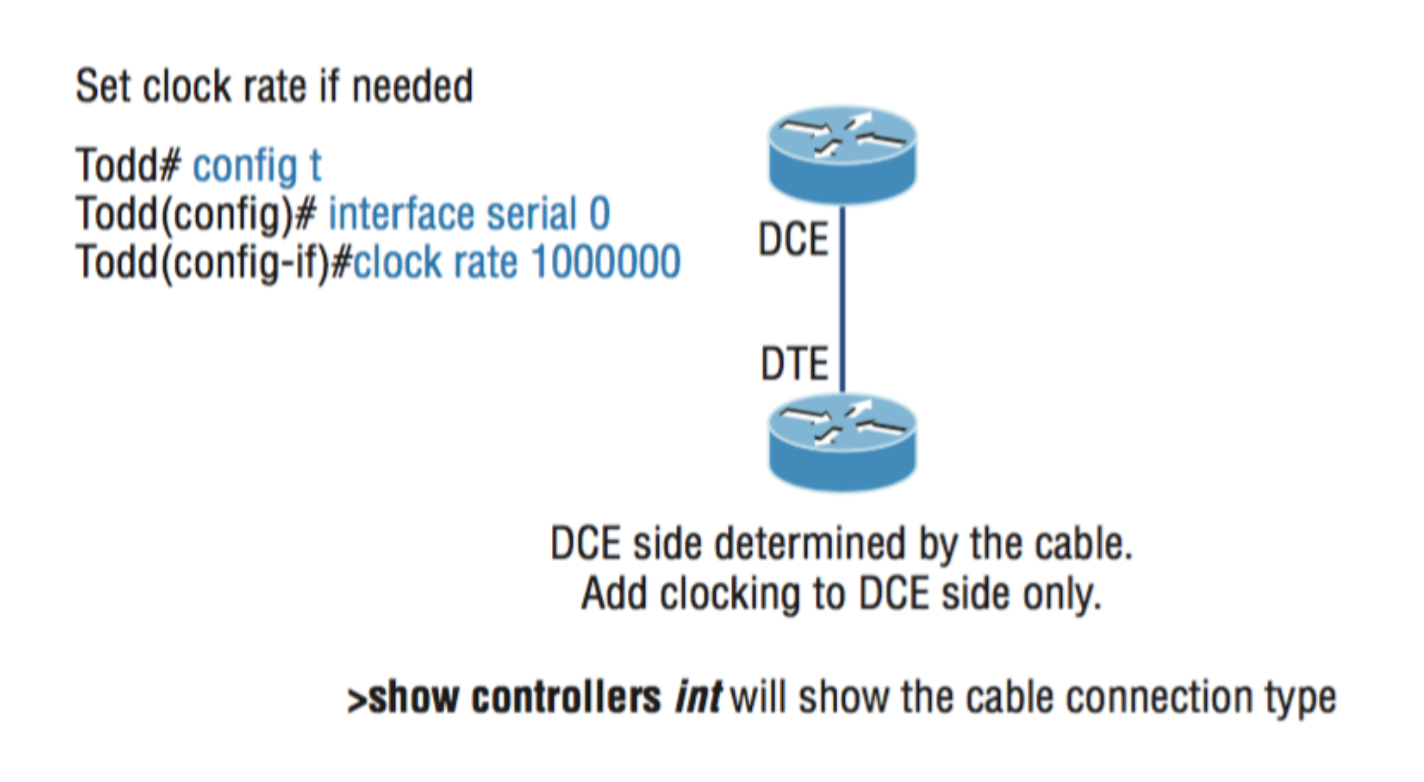 Set clock rate if needed
Todd# config t
Todd(config)# interface serial 0
Todd(config-if)#clock rate 1000000
DCE
DTE
DCE side determined by the cable.
Add clocking to DCE side only.
>show controllers int will show the cable connection type